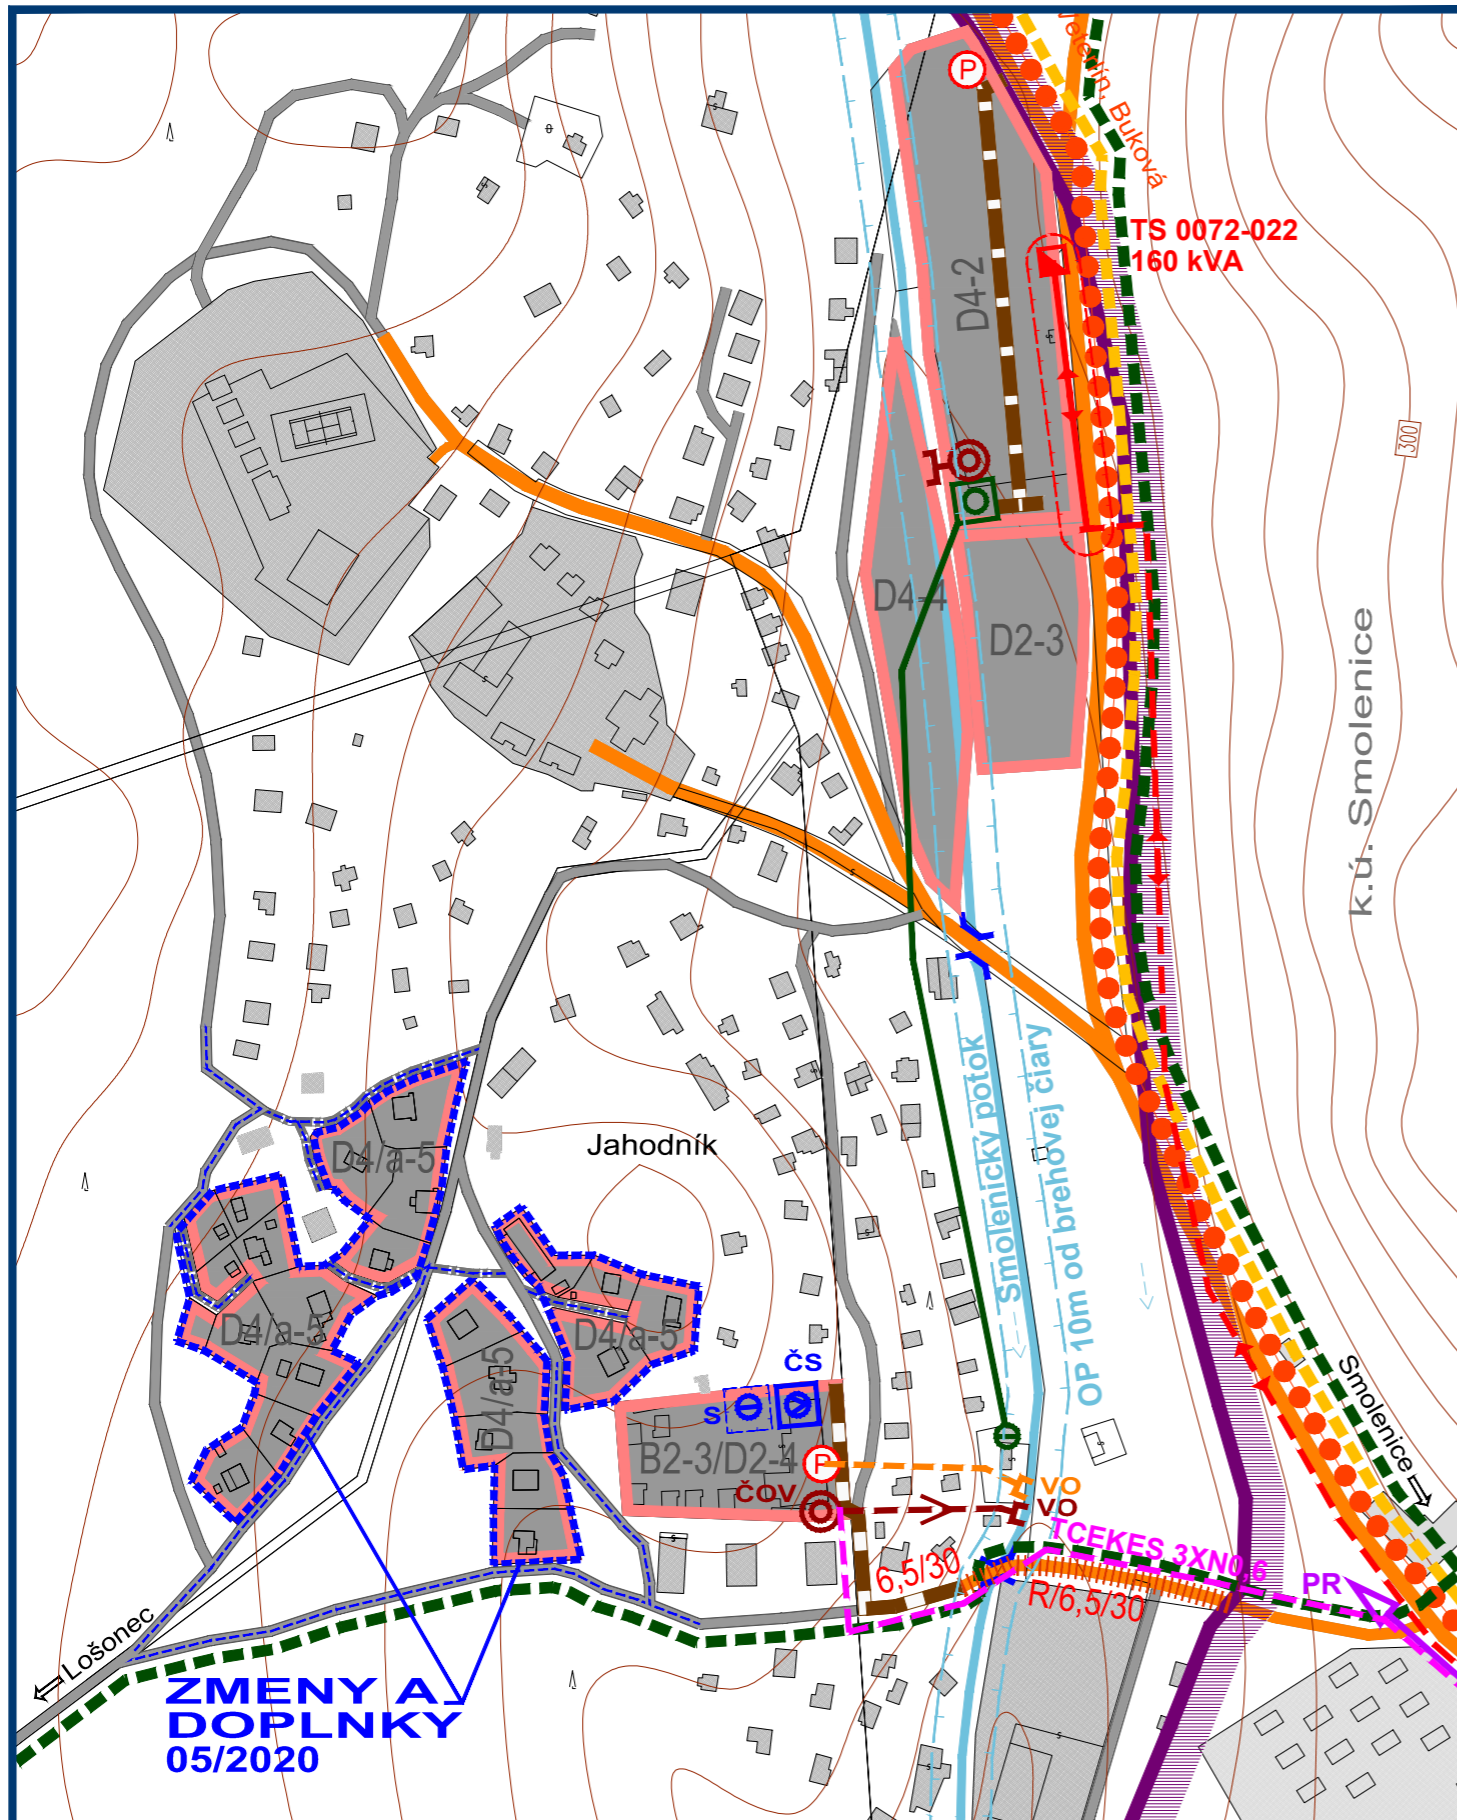 Veterlín, Buková
P
TS 0072-022
160 kVA
D4-2
300
D4-4
D2-3
k.ú. Smolenice
Smolenický potok
OP 10m od brehovej čiary
Jahodník
D4/a-5
D4/a-5
D4/a-5
D4/a-5
ČS
S
B2-3/D2-4
P
ČOV
VO
VO
Smolenice
TCEKES 3XN0,6
6,5/30
PR
R/6,5/30
Lošonec
ZMENY A
DOPLNKY
05/2020